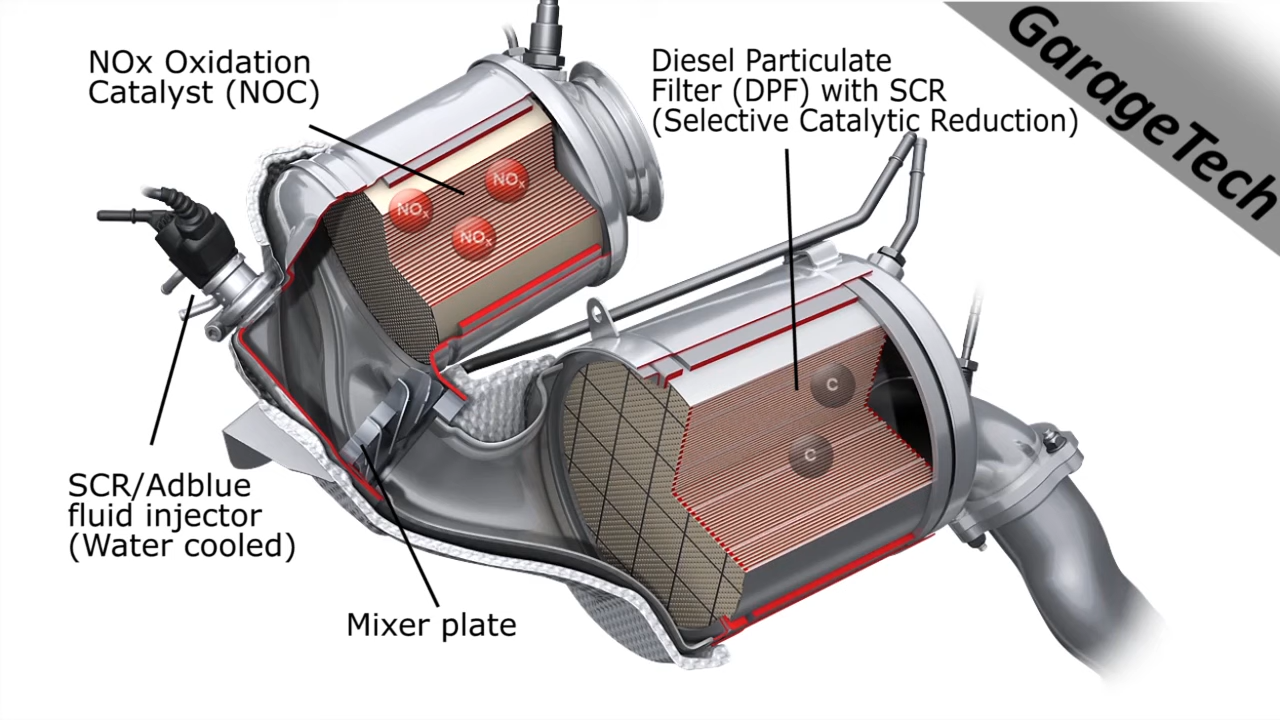 NOx Oxidation
Catalyst (NOC)
Diesel Particulate
Filter (DPF) with SCR
(Selective Catalytic Reduction)
GarageTech
NOx
NOx
NOx
C
C
SCR/Adblue
fluid injector
(Water cooled)
Mixer plate